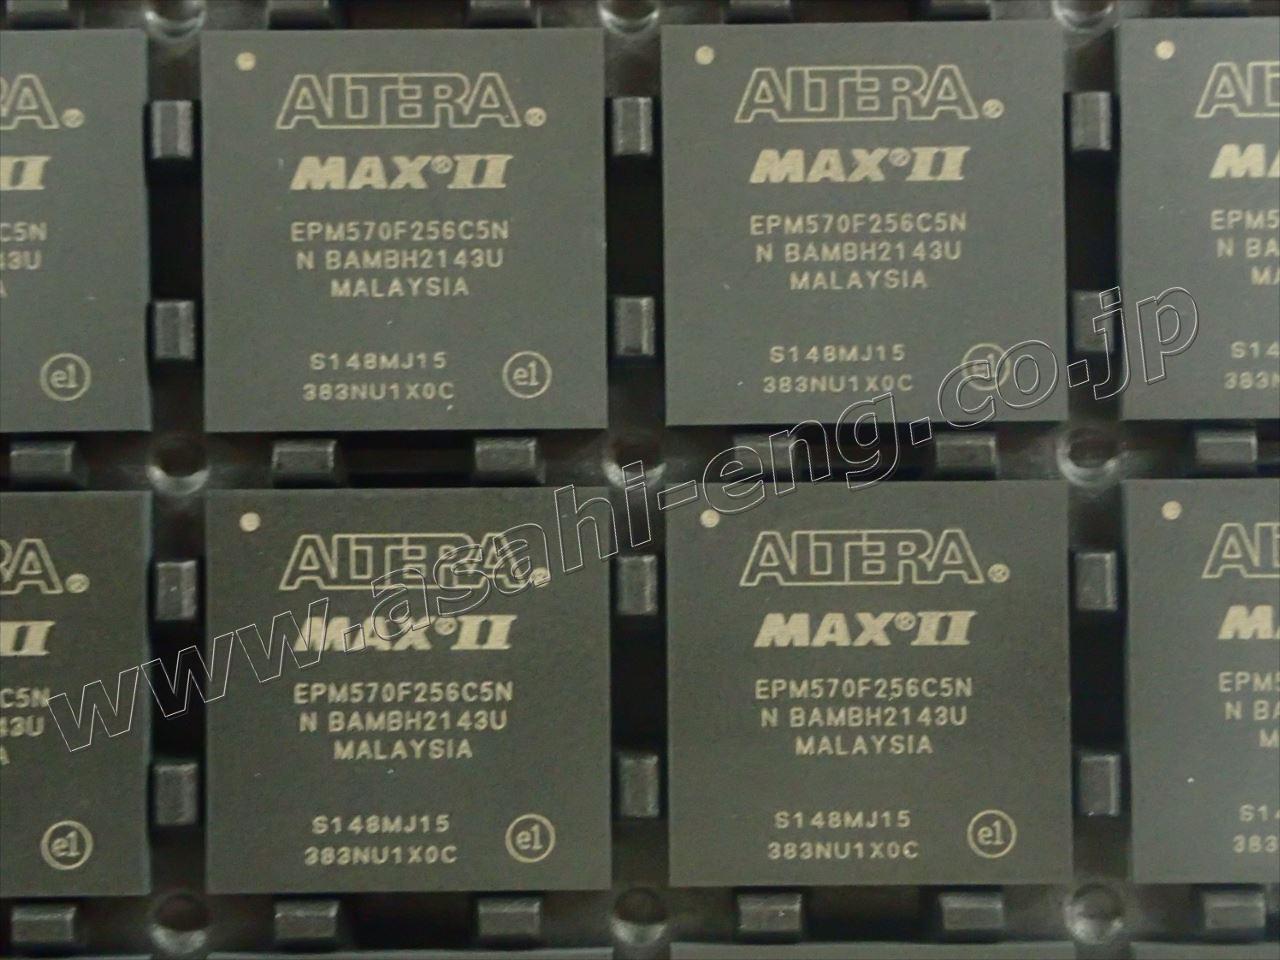 ALTERA®
MAX® II
EPM570F256C5N
N BAMBH2143U
MALAYSIA
S148MJ15
383NU1X0C
e1
ALTERA®
MAX® II
EPM570F256C5N
N BAMBH2143U
MALAYSIA
S148MJ15
383NU1X0C
e1
ALTERA®
MAX® II
EPM570F256C5N
N BAMBH2143U
MALAYSIA
S148MJ15
383NU1X0C
e1
ALTERA®
MAX® II
EPM570F256C5N
N BAMBH2143U
MALAYSIA
S148MJ15
383NU1X0C
e1
www.asahi-eng.co.jp